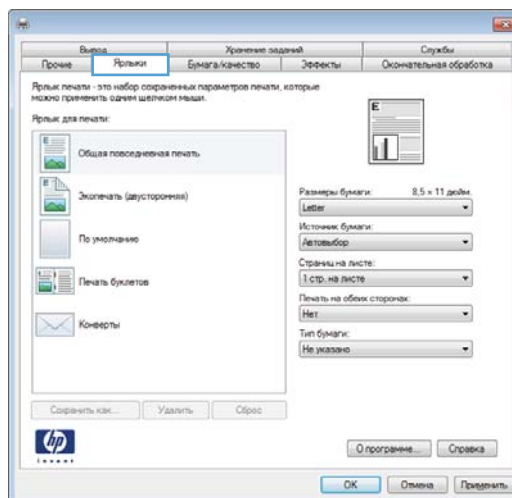 Вывод
Хранение заданий
Службы
Прочие
Ярлыки
Бумага/качество
Эффекты
Окончательная обработка
Ярлык печати - это набор сохраненных параметров печати, которые
можно применить одним щелчком мыши.
Ярлык для печати:
Общая повседневная печать
Экопечать (двусторонняя)
По умолчанию
Печать буклетов
Конверты
E
Размеры бумаги: 8,5 × 11 дюйм.
Letter
Источник бумаги:
Автовыбор
Страниц на листе:
1 стр. на листе
Печать на обеих сторонах:
Нет
Тип бумаги:
Не указано
Сохранить как...
Удалить
Сброс
hp
invent
О программе...
Справка
OK
Отмена
Применить